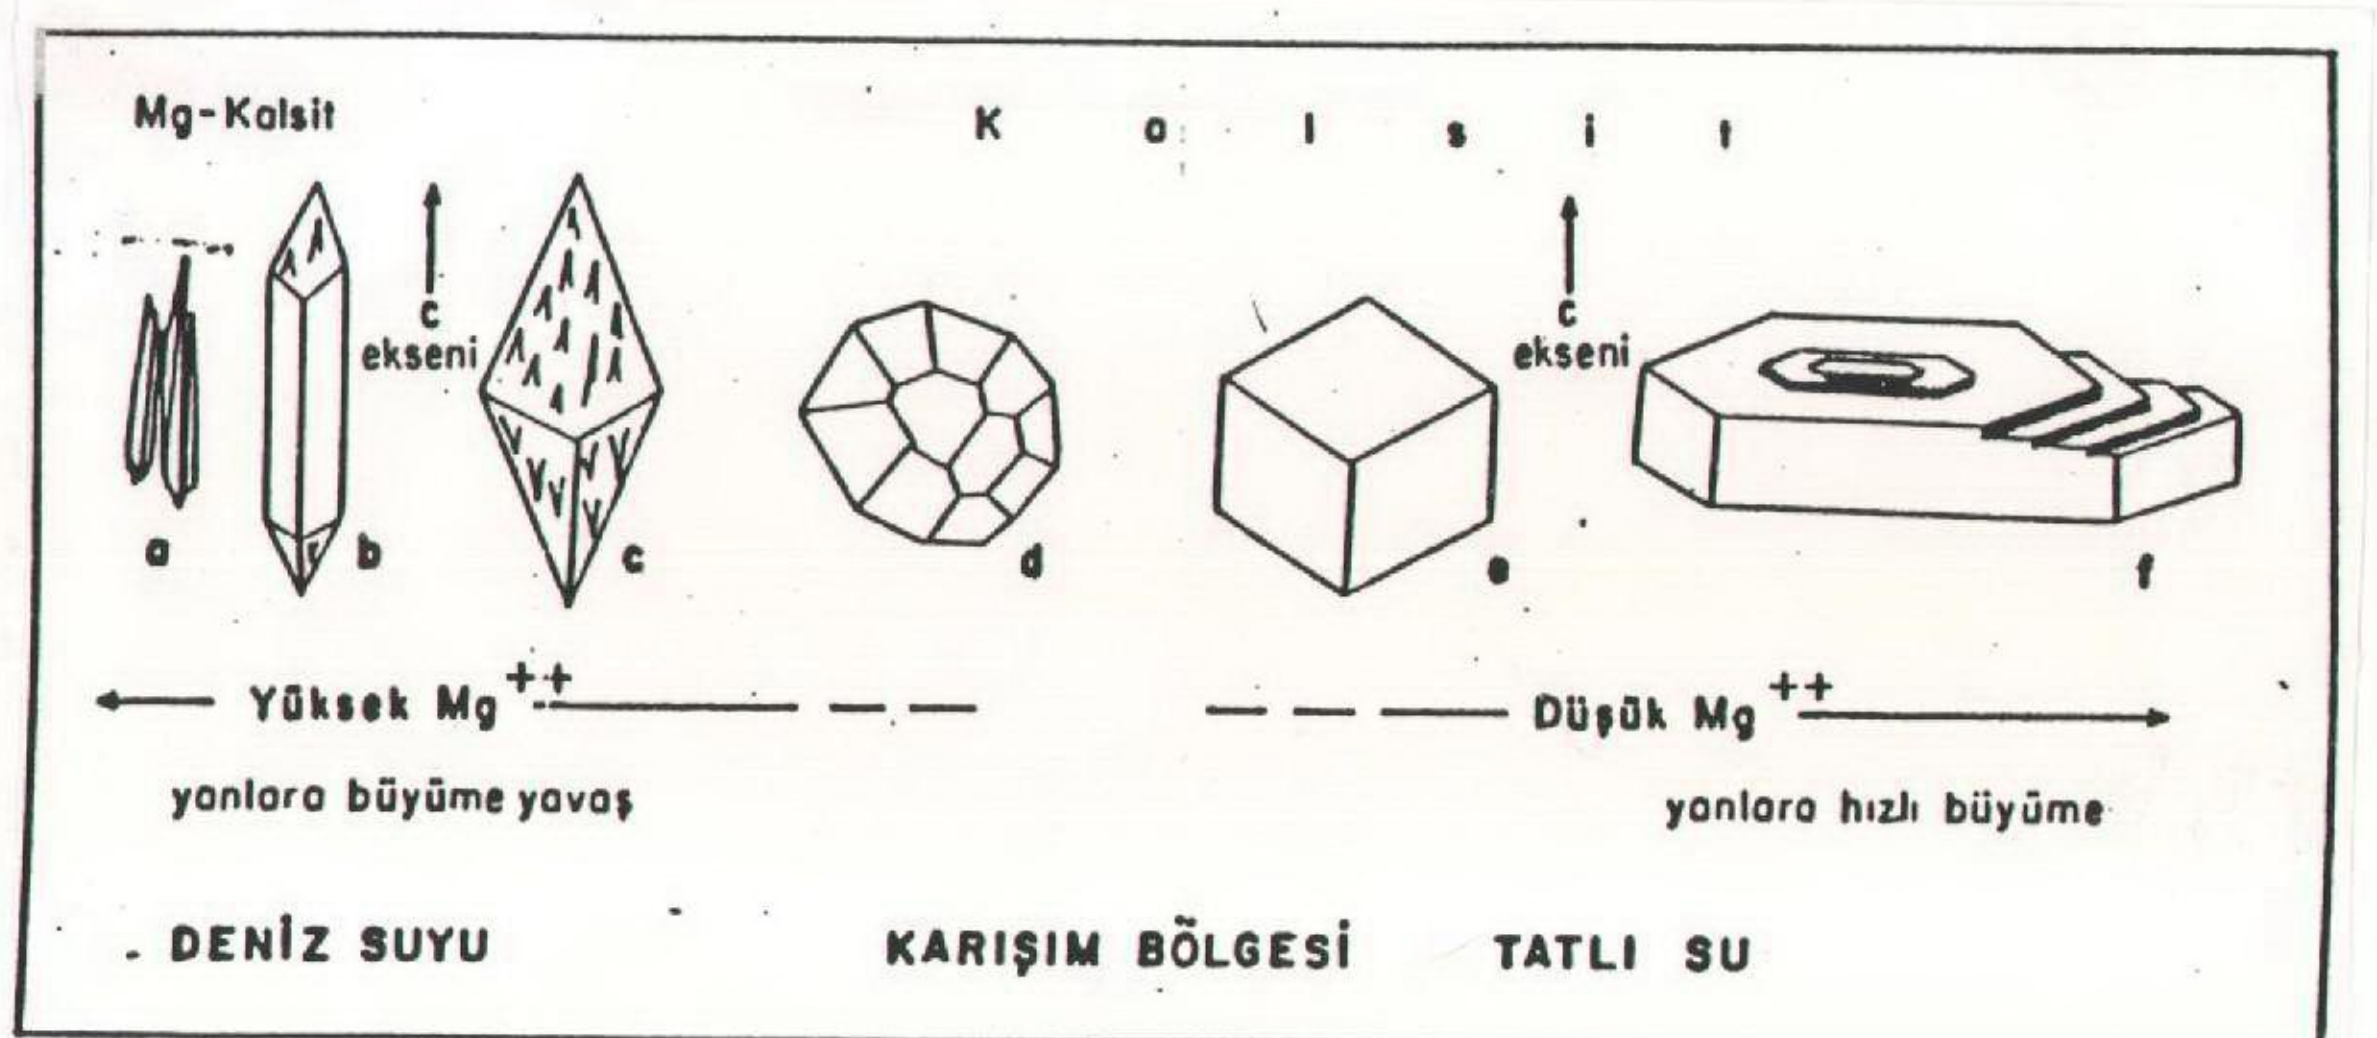 Mg-Kalsit
K a l s i t
c
ekseni
c
ekseni
a b c d e f
Yüksek Mg++
Düşük Mg++
yanlara büyüme yavaş
yanlara hızlı büyüme
DENİZ SUYU
KARIŞIM BÖLGESİ
TATLI SU